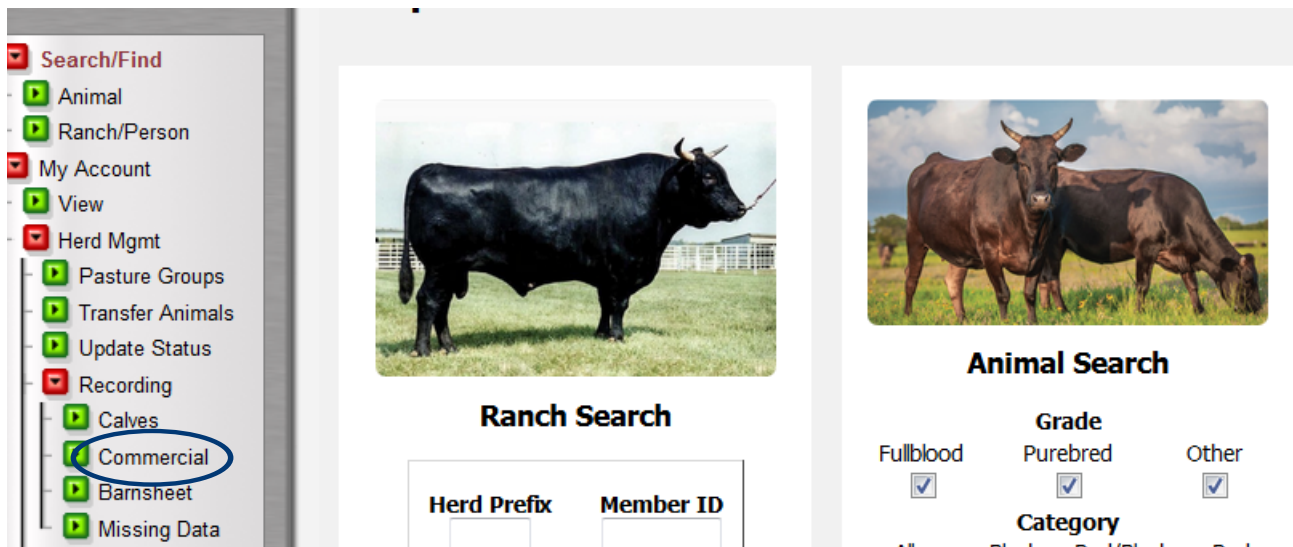 Search/Find
Animal
Ranch/Person
My Account
View
Herd Mgmt
Pasture Groups
Transfer Animals
Update Status
Recording
Calves
Commercial
Barnsheet
Missing Data
Ranch Search
Herd Prefix Member ID
Animal Search
Grade
Fullblood Purebred Other
Category